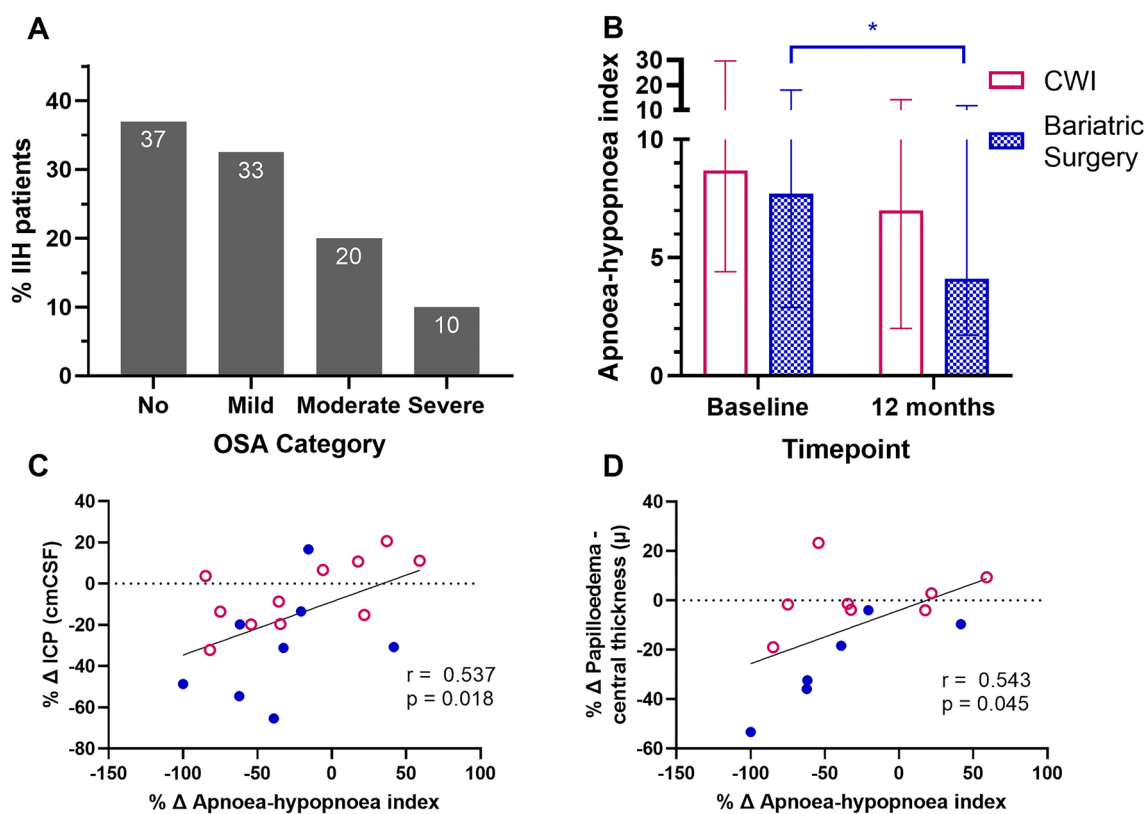 A
% IIH patients
40
30
20
10
0
37
33
20
10
No Mild Moderate Severe
OSA Category
B
Apnoea-hypopnoea index
30
20
10
10
5
0
*
CWI
Bariatric
Surgery
Baseline 12 months
Timepoint
C
% Δ ICP (cmCSF)
40
20
0
-20
-40
-60
-80
r = 0.537
p = 0.018
-150 -100 -50 0 50 100
% Δ Apnoea-hypopnoea index
D
% Δ Papilloedema -
central thickness (μ)
40
20
0
-20
-40
-60
r = 0.543
p = 0.045
-150 -100 -50 0 50 100
% Δ Apnoea-hypopnoea index